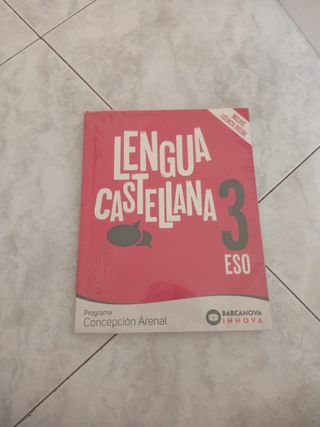 INCLUYE
LICENCIA DIGITAL
LENGUA
CASTELLANA
3
ESO
Programa
Concepción Arenal
BARCANOVA
INNOVA